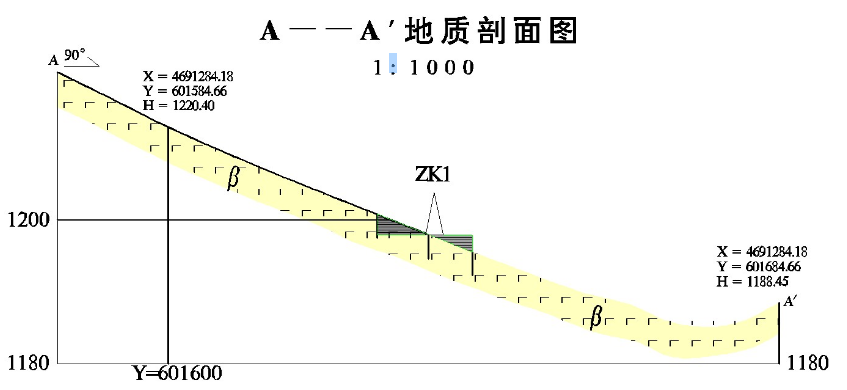 A——A′地质剖面图
1:1000
A 90°
X = 4691284.18
Y = 601584.66
H = 1220.40
β
ZK1
1200
X = 4691284.18
Y = 601684.66
H = 1188.45
A′
β
1180
1180
Y=601600